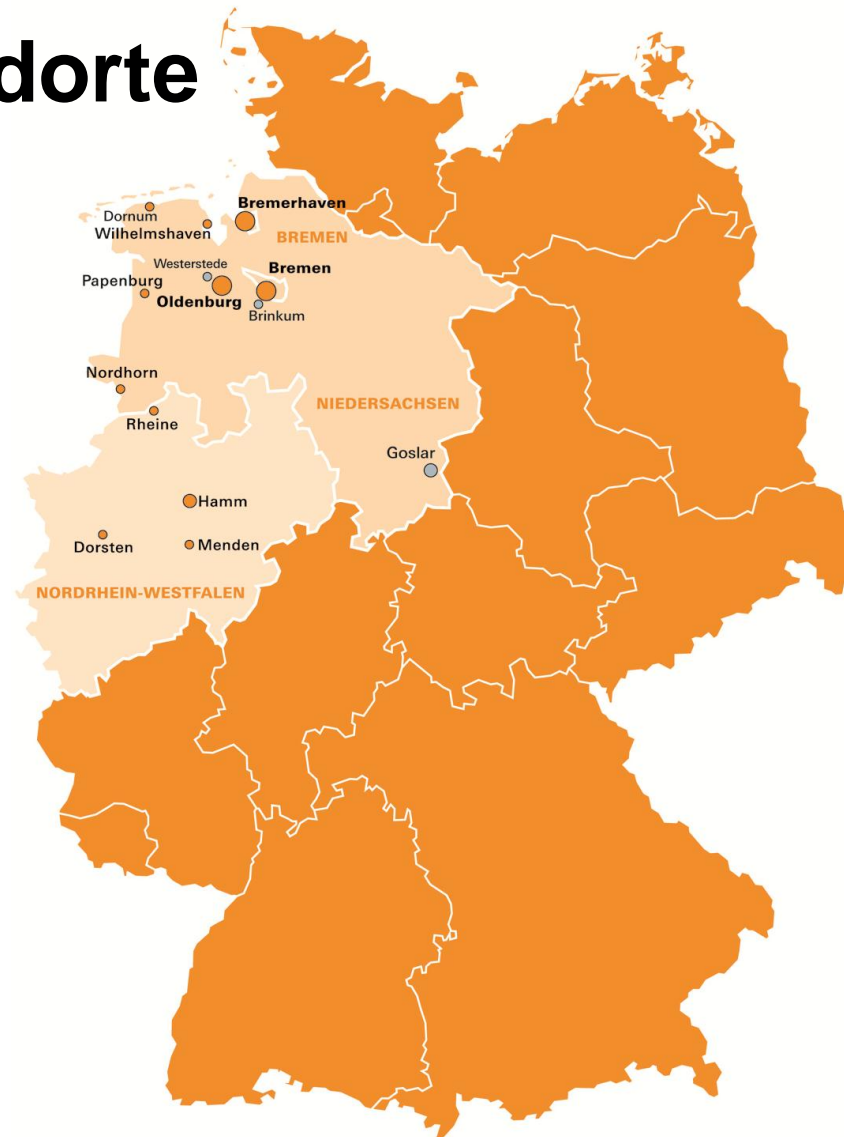 dorte
Bremerhaven
Dornum
Wilhelmshaven
BREMEN
Westerstede
Bremen
Papenburg
Oldenburg
Brinkum
Nordhorn
NIEDERSACHSEN
Rheine
Goslar
Hamm
Dorsten
Menden
NORDRHEIN-WESTFALEN